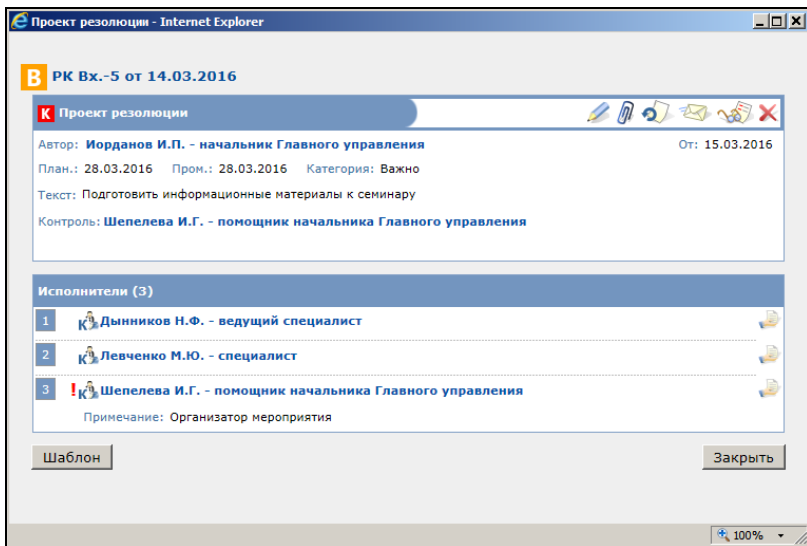 Проект резолюции - Internet Explorer
В РК Вх.-5 от 14.03.2016
К Проект резолюции
Автор: Иорданов И.П. - начальник Главного управления От: 15.03.2016
План.: 28.03.2016 Пром.: 28.03.2016 Категория: Важно
Текст: Подготовить информационные материалы к семинару
Контроль: Шепелева И.Г. - помощник начальника Главного управления
Исполнители (3)
1 К Дынников Н.Ф. - ведущий специалист
2 К Левченко М.Ю. - специалист
3 ! К Шепелева И.Г. - помощник начальника Главного управления
Примечание: Организатор мероприятия
Шаблон Закрыть
100%